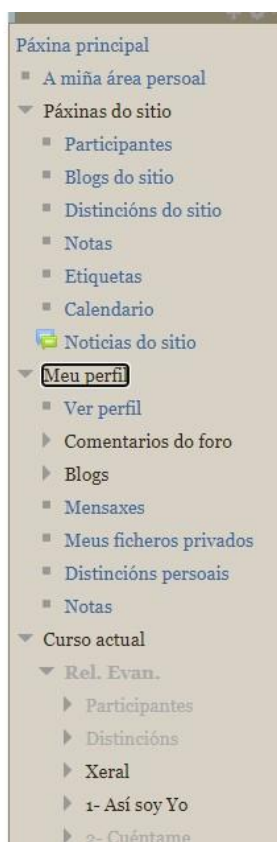 Páxina principal
A miña área persoal
Páxinas do sitio
Participantes
Blogs do sitio
Distincións do sitio
Notas
Etiquetas
Calendario
Noticias do sitio
Meu perfil
Ver perfil
Comentarios do foro
Blogs
Mensaxes
Meus ficheros privados
Distincións persoais
Notas
Curso actual
Rel. Evan.
Participantes
Distincións
Xeral
1- Así soy Yo
2- Cuéntame